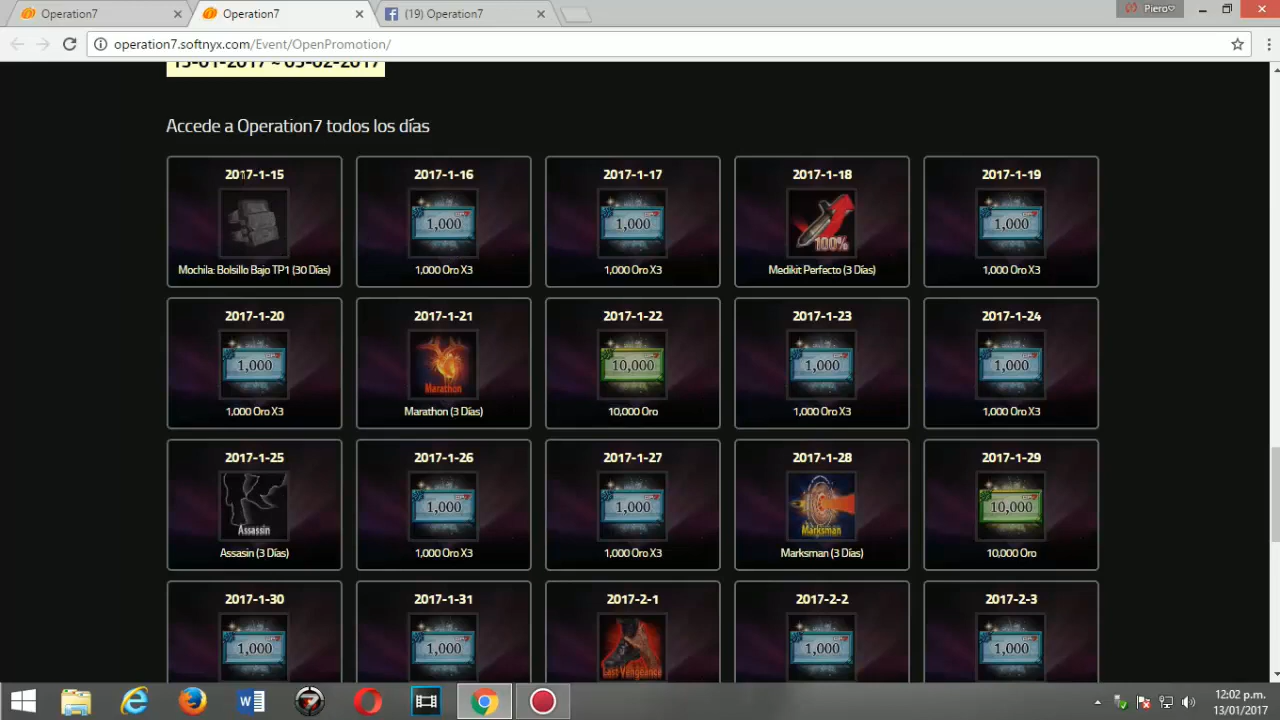 Operation7
Operation7
(19) Operation7
Piero
operation7.softnyx.com/Event/OpenPromotion/
15-01-2017 ~ 05-02-2017
Accede a Operation7 todos los días
2017-1-15
2017-1-16
2017-1-17
2017-1-18
2017-1-19
1,000
1,000
100%
1,000
Mochila: Bolsillo Bajo TP1 (30 Días)
1,000 Oro X3
1,000 Oro X3
Medikit Perfecto (3 Días)
1,000 Oro X3
2017-1-20
2017-1-21
2017-1-22
2017-1-23
2017-1-24
1,000
Marathon
10,000
1,000
1,000
1,000 Oro X3
Marathon (3 Días)
10,000 Oro
1,000 Oro X3
1,000 Oro X3
2017-1-25
2017-1-26
2017-1-27
2017-1-28
2017-1-29
Assassin
1,000
1,000
Marksman
10,000
Assasin (3 Días)
1,000 Oro X3
1,000 Oro X3
Marksman (3 Días)
10,000 Oro
2017-1-30
2017-1-31
2017-2-1
2017-2-2
2017-2-3
1,000
1,000
Last Vengeance
1,000
1,000
12:02 p.m.
13/01/2017